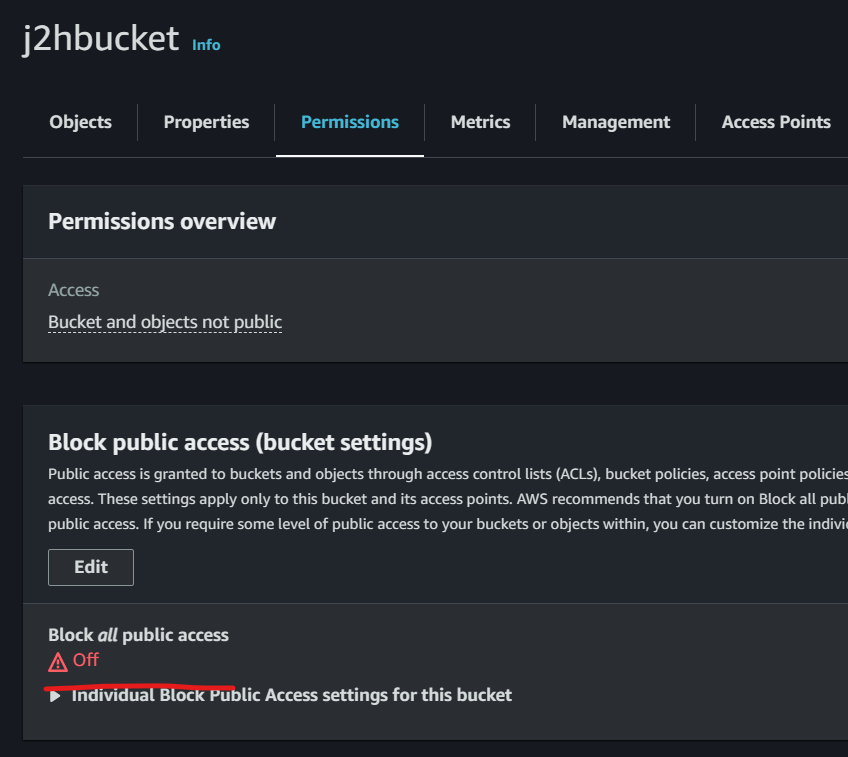 j2hbucket Info
Objects Properties Permissions Metrics Management Access Points
Permissions overview
Access
Bucket and objects not public
Block public access (bucket settings)
Public access is granted to buckets and objects through access control lists (ACLs), bucket policies, access point policies
access. These settings apply only to this bucket and its access points. AWS recommends that you turn on Block all publ
public access. If you require some level of public access to your buckets or objects within, you can customize the indivi
Edit
Block all public access
Off
Individual Block Public Access settings for this bucket